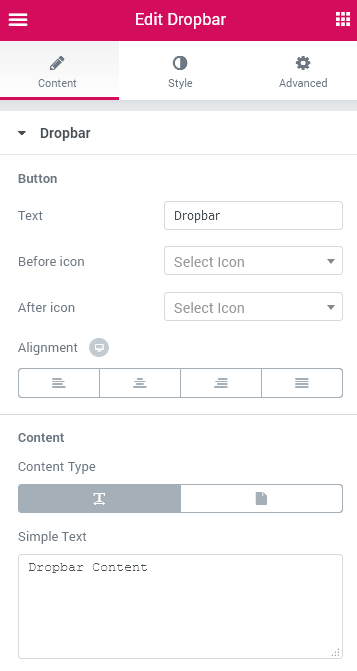 Edit Dropbar
Content Style Advanced
Dropbar
Button
Text Dropbar
Before icon Select Icon
After icon Select Icon
Alignment
Content
Content Type
Simple Text
Dropbar Content